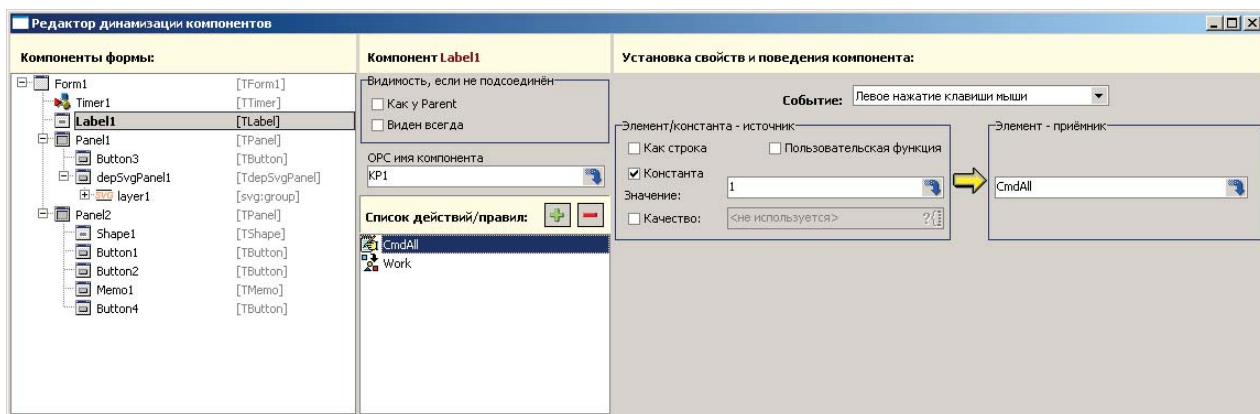 Редактор динамизации компонентов
Компоненты формы:
Form1 [TForm1]
Timer1 [TTimer]
Label1 [TLabel]
Panel1 [TPanel]
Button3 [TButton]
depSvgPanel1 [TdepSvgPanel]
SVG layer1 [svg:group]
Panel2 [TPanel]
Shape1 [TShape]
Button1 [TButton]
Button2 [TButton]
Memo1 [TMemo]
Button4 [TButton]
Компонент Label1
Видимость, если не подсоединён
Как у Parent
Виден всегда
OPC имя компонента
KP1
Список действий/правил:
CmdAll
Work
Установка свойств и поведения компонента:
Событие: Левое нажатие клавиши мыши
Элемент/константа - источник
Как строка Пользовательская функция
Константа
Значение: 1
Качество: <не используется> ?{
Элемент - приёмник
CmdAll